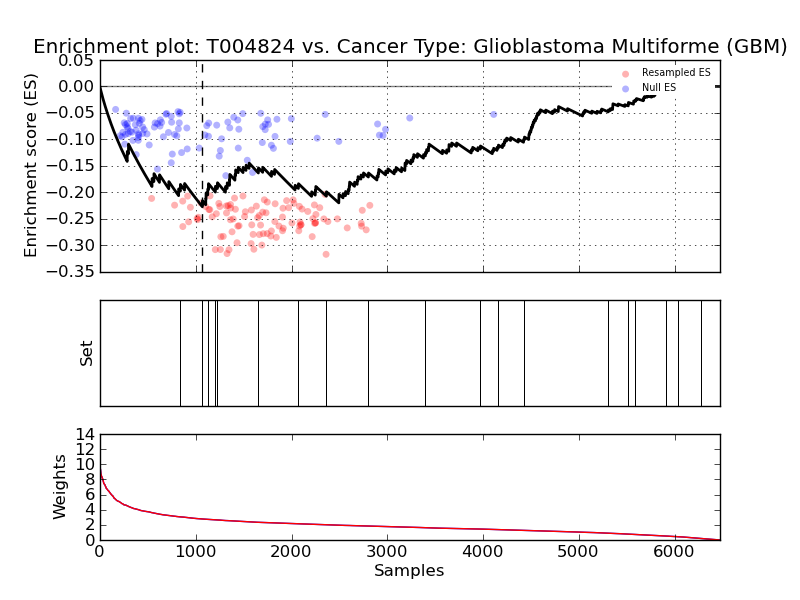 Enrichment plot: T004824 vs. Cancer Type: Glioblastoma Multiforme (GBM)
Enrichment score (ES)
0.05
0.00
−0.05
−0.10
−0.15
−0.20
−0.25
−0.30
−0.35
Resampled ES
Null ES
Set
Weights
14
12
10
8
6
4
2
0
0 1000 2000 3000 4000 5000 6000
Samples